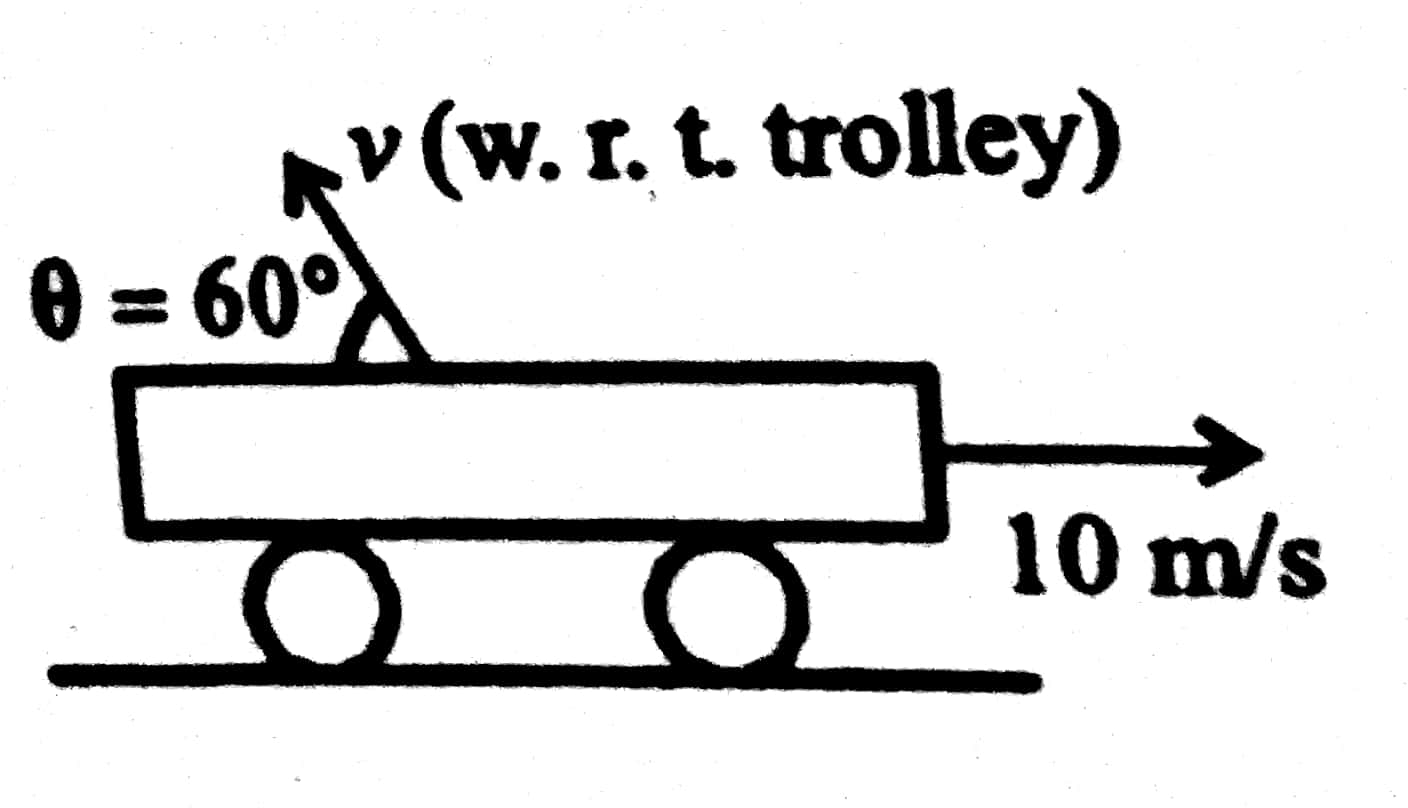 v (w. r. t. trolley)
θ = 60°
10 m/s